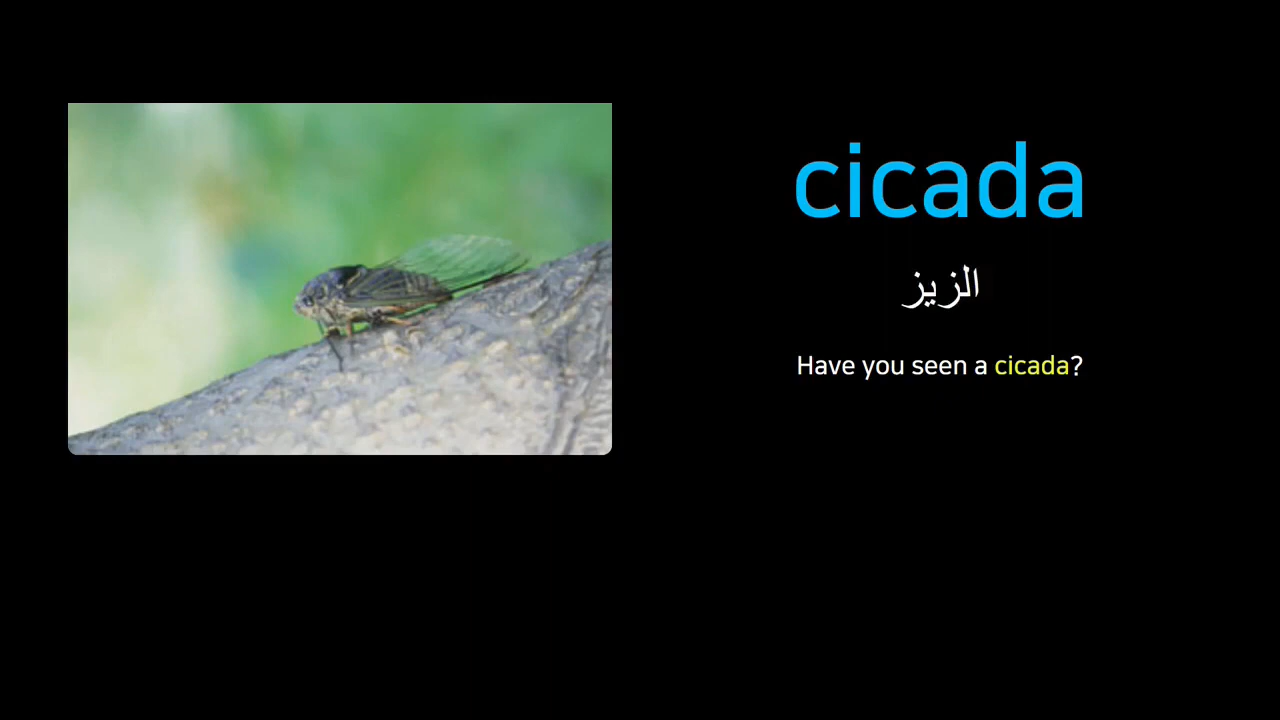 cicada
الزيز
Have you seen a cicada?